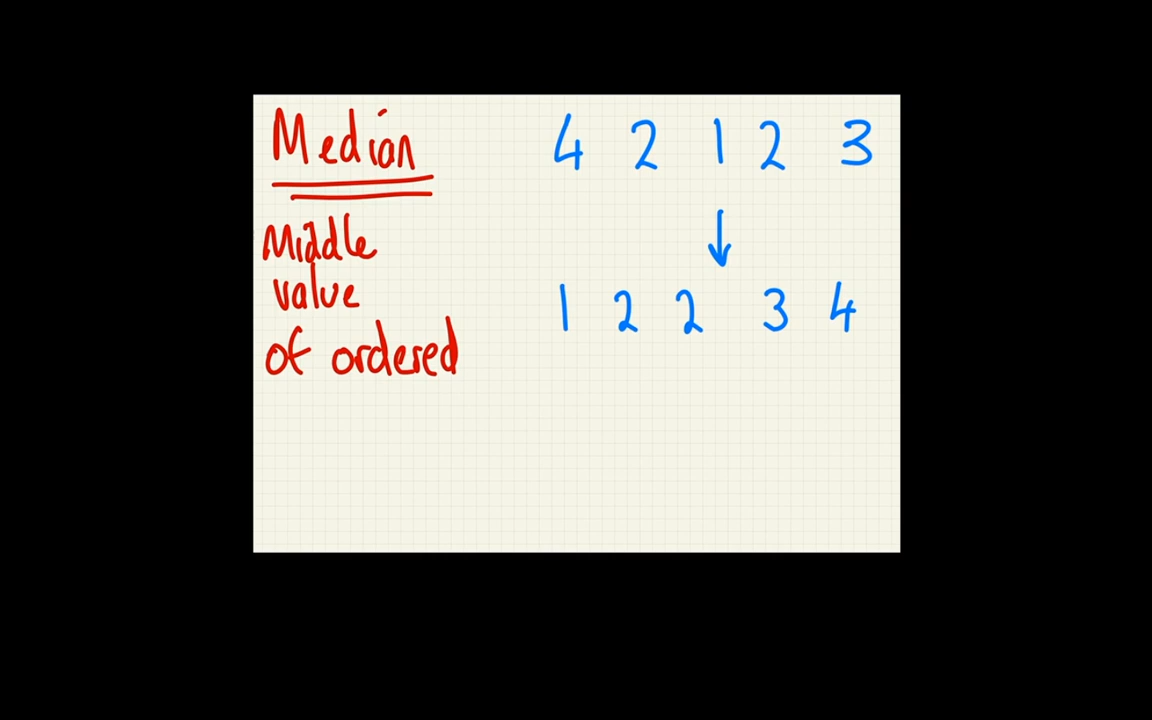 Median
4 2 1 2 3
Middle
value
of ordered
1 2 2 3 4